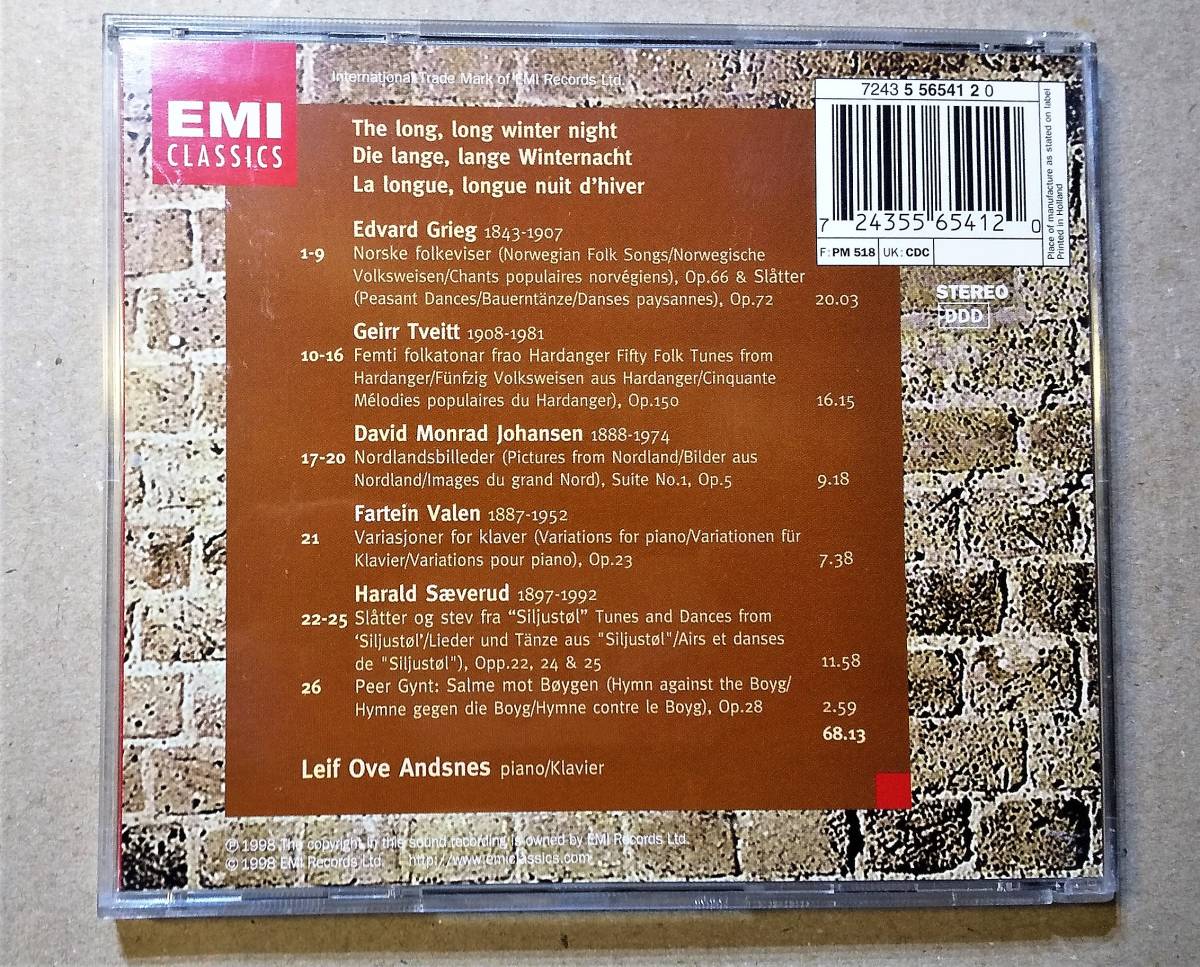 International Trade Mark of EMI Records Ltd.
EMI
CLASSICS
7243 5 56541 2 0
7 24355 65412 0
F: PM 518 UK: CDC
Place of manufacture as stated on label
Printed in Holland
STEREO
DDD
The long, long winter night
Die lange, lange Winternacht
La longue, longue nuit d'hiver
Edvard Grieg 1843-1907
1-9 Norske folkeviser (Norwegian Folk Songs/Norwegische
Volksweisen/Chants populaires norvégiens), Op.66 & Slåtter
(Peasant Dances/Bauerntänze/Danses paysannes), Op.72 20.03
Geirr Tveitt 1908-1981
10-16 Femti folkatonar frao Hardanger Fifty Folk Tunes from
Hardanger/Fünfzig Volksweisen aus Hardanger/Cinquante
Mélodies populaires du Hardanger), Op.150 16.15
David Monrad Johansen 1888-1974
17-20 Nordlandsbilleder (Pictures from Nordland/Bilder aus
Nordland/Images du grand Nord), Suite No.1, Op.5 9.18
Fartein Valen 1887-1952
21 Variasjoner for klaver (Variations for piano/Variationen für
Klavier/Variations pour piano), Op.23 7.38
Harald Sæverud 1897-1992
22-25 Slåtter og stev fra “Siljustøl” Tunes and Dances from
‘Siljustøl’/Lieder und Tänze aus "Siljustøl"/Airs et danses
de "Siljustøl"), Opp.22, 24 & 25 11.58
26 Peer Gynt: Salme mot Bøygen (Hymn against the Boyg/
Hymne gegen die Boyg/Hymne contre le Boyg), Op.28 2.59
68.13
Leif Ove Andsnes piano/Klavier
℗ 1998 The copyright in this sound recording is owned by EMI Records Ltd.
© 1998 EMI Records Ltd. http://www.emiclassics.com